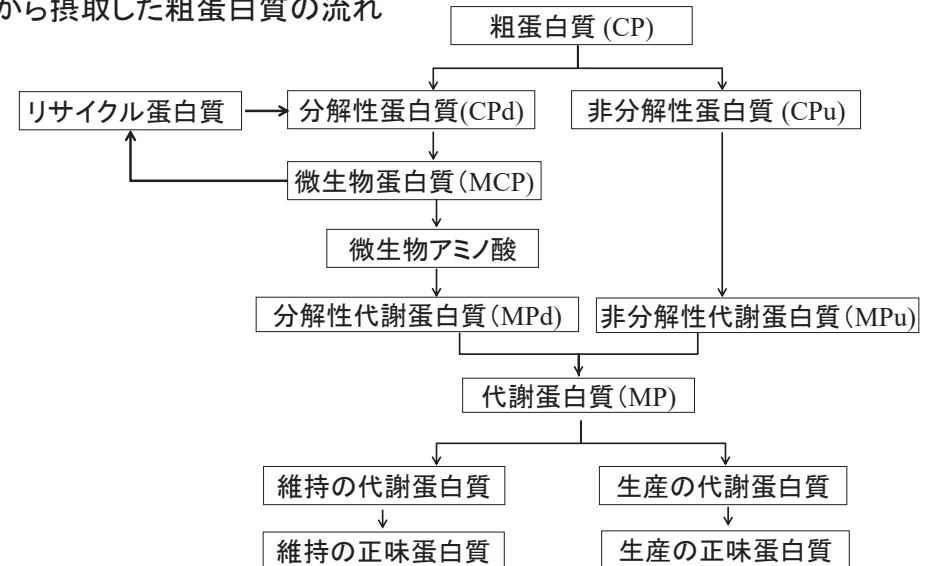 から摂取した粗蛋白質の流れ
粗蛋白質 (CP)
リサイクル蛋白質
分解性蛋白質(CPd)
非分解性蛋白質 (CPu)
微生物蛋白質(MCP)
微生物アミノ酸
分解性代謝蛋白質(MPd)
非分解性代謝蛋白質(MPu)
代謝蛋白質(MP)
維持の代謝蛋白質
生産の代謝蛋白質
維持の正味蛋白質
生産の正味蛋白質